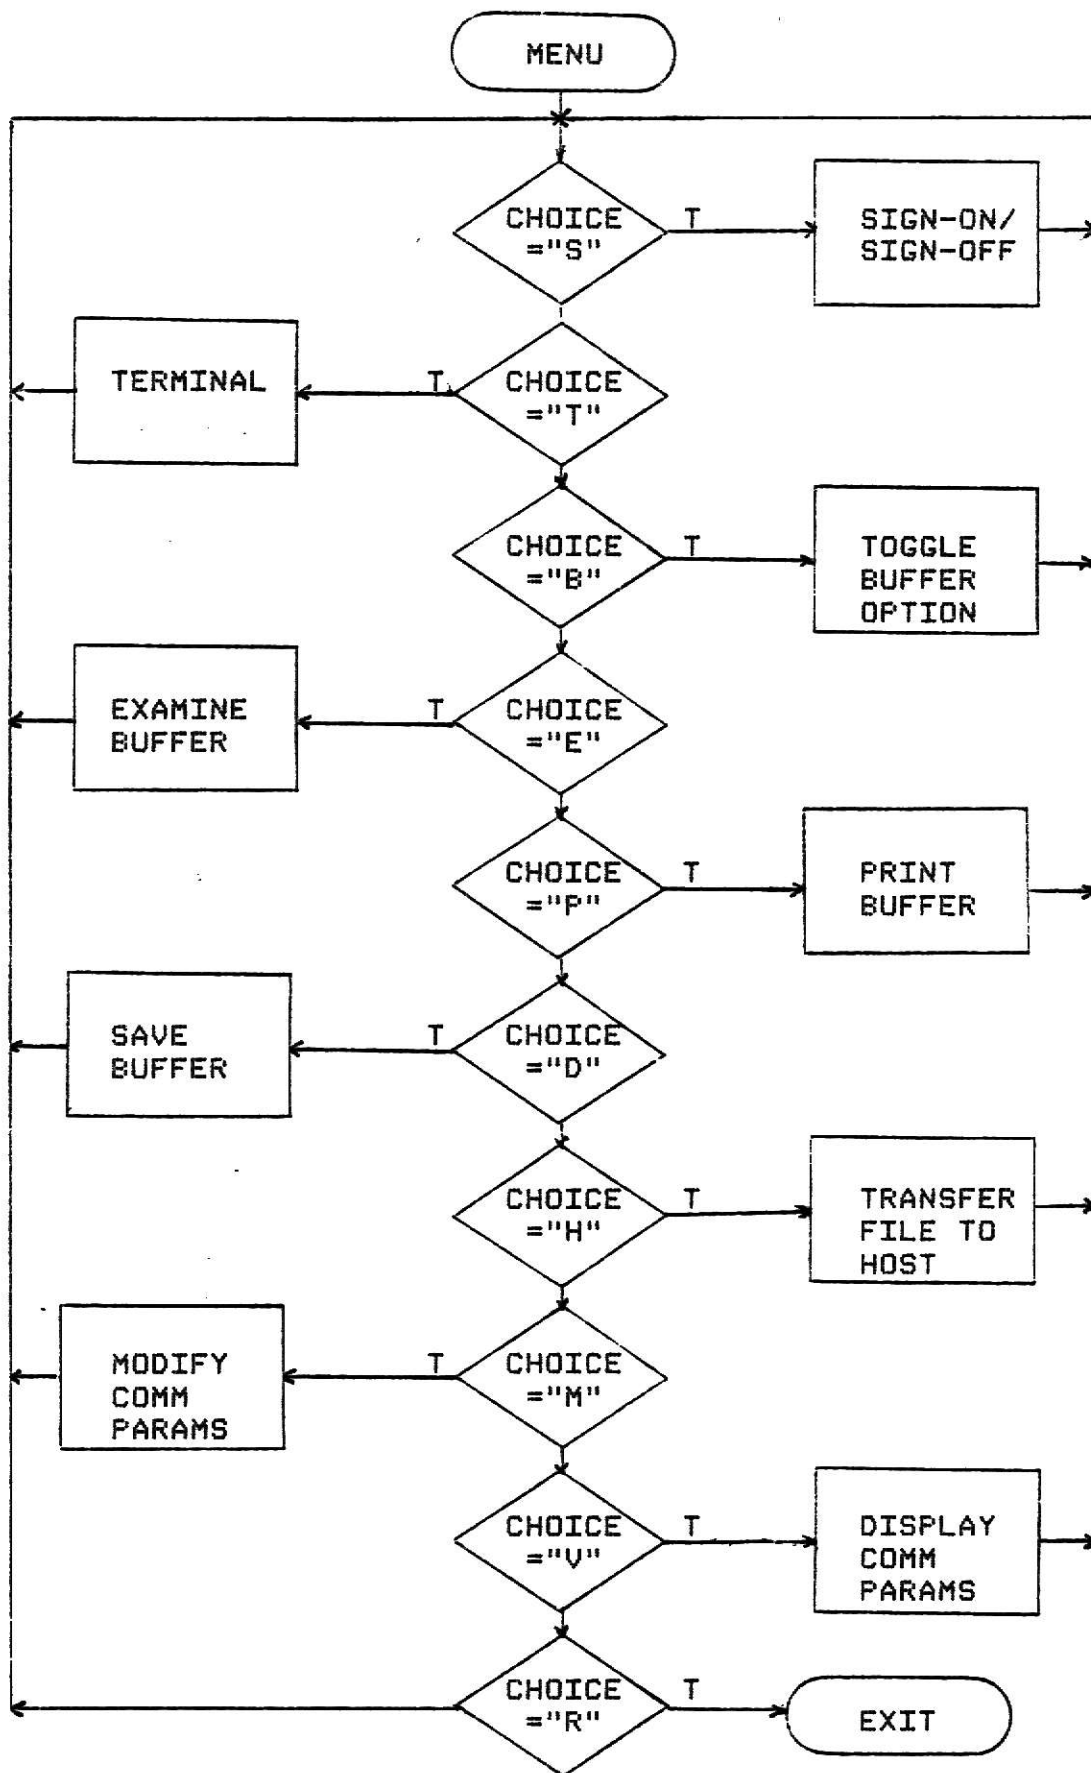 MENU
CHOICE
="S"
T
SIGN-ON/
SIGN-OFF
TERMINAL
T
CHOICE
="T"
CHOICE
="B"
T
TOGGLE
BUFFER
OPTION
EXAMINE
BUFFER
T
CHOICE
="E"
CHOICE
="P"
T
PRINT
BUFFER
SAVE
BUFFER
T
CHOICE
="D"
CHOICE
="H"
T
TRANSFER
FILE TO
HOST
MODIFY
COMM
PARAMS
T
CHOICE
="M"
CHOICE
="V"
T
DISPLAY
COMM
PARAMS
CHOICE
="R"
T
EXIT